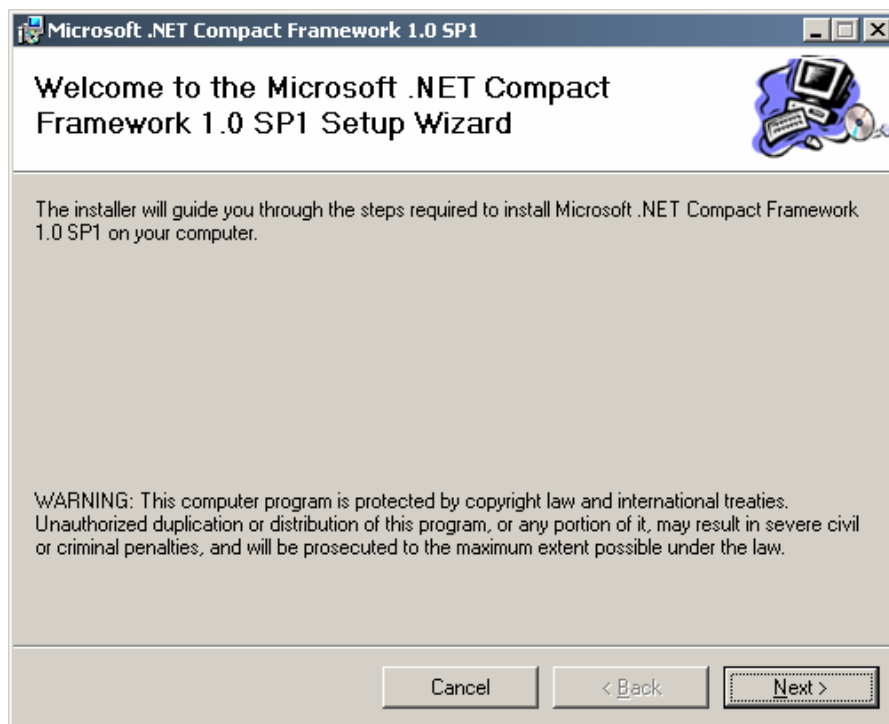 Microsoft .NET Compact Framework 1.0 SP1
Welcome to the Microsoft .NET Compact
Framework 1.0 SP1 Setup Wizard
The installer will guide you through the steps required to install Microsoft .NET Compact Framework
1.0 SP1 on your computer.
WARNING: This computer program is protected by copyright law and international treaties.
Unauthorized duplication or distribution of this program, or any portion of it, may result in severe civil
or criminal penalties, and will be prosecuted to the maximum extent possible under the law.
Cancel < Back Next >